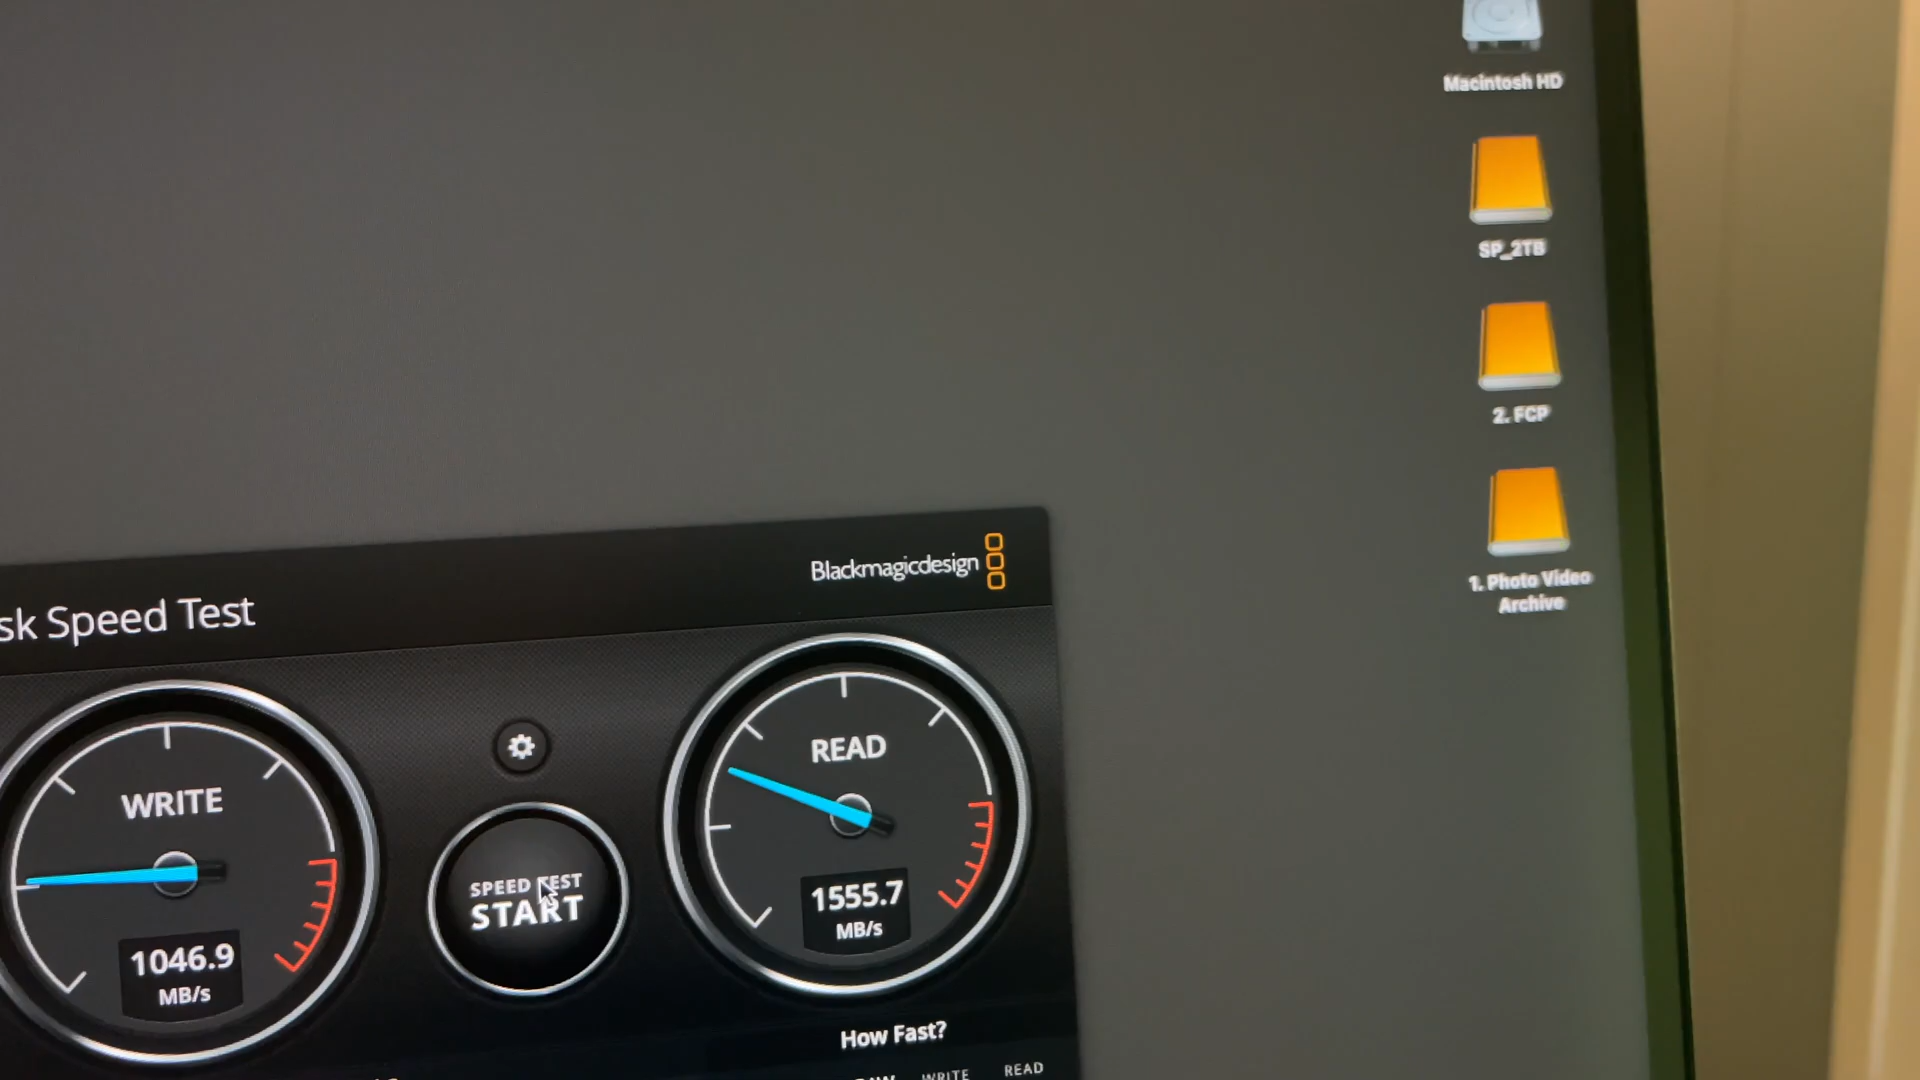 Macintosh HD
SP_2TB
2. FCP
1. Photo Video
Archive
Blackmagicdesign
sk Speed Test
WRITE
1046.9
MB/s
SPEED TEST
START
READ
1555.7
MB/s
How Fast?
WRITE
READ